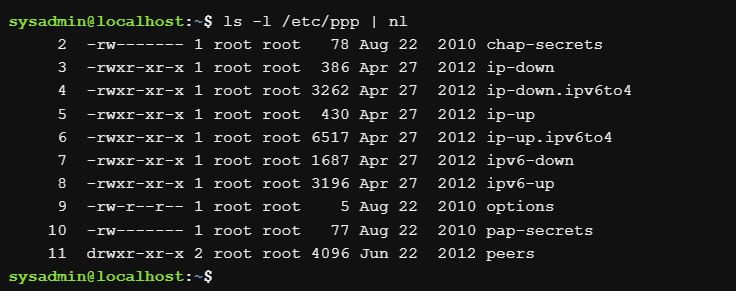 sysadmin@localhost:~$ ls -l /etc/ppp | nl
2 -rw------- 1 root root 78 Aug 22 2010 chap-secrets
3 -rwxr-xr-x 1 root root 386 Apr 27 2012 ip-down
4 -rwxr-xr-x 1 root root 3262 Apr 27 2012 ip-down.ipv6to4
5 -rwxr-xr-x 1 root root 430 Apr 27 2012 ip-up
6 -rwxr-xr-x 1 root root 6517 Apr 27 2012 ip-up.ipv6to4
7 -rwxr-xr-x 1 root root 1687 Apr 27 2012 ipv6-down
8 -rwxr-xr-x 1 root root 3196 Apr 27 2012 ipv6-up
9 -rw-r--r-- 1 root root 5 Aug 22 2010 options
10 -rw------- 1 root root 77 Aug 22 2010 pap-secrets
11 drwxr-xr-x 2 root root 4096 Jun 22 2012 peers
sysadmin@localhost:~$